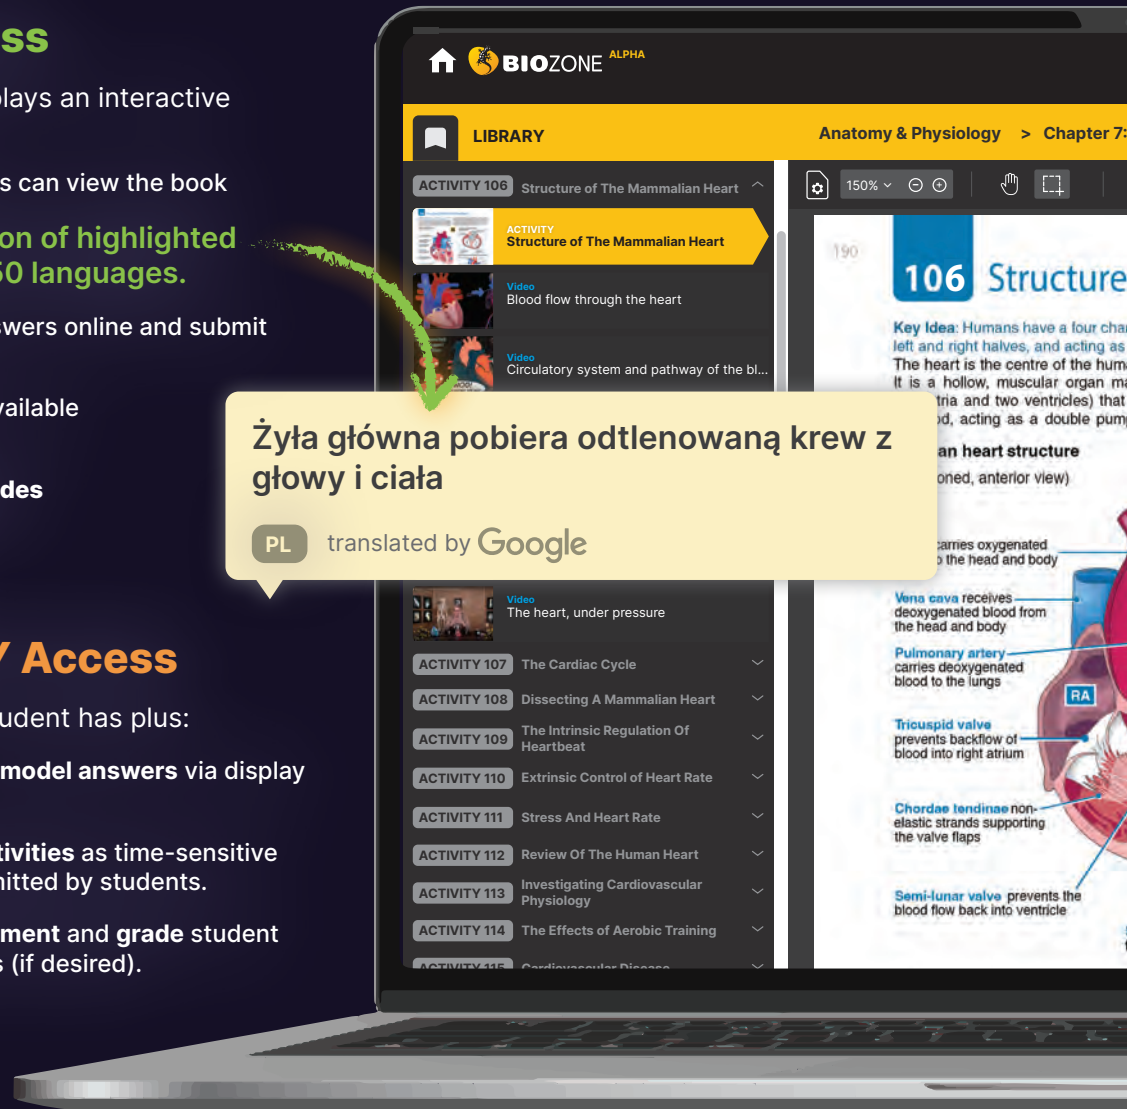 ss
plays an interactive
s can view the book
on of highlighted
50 languages.
swers online and submit
vailable
des
Y Access
udent has plus:
model answers via display
tivities as time-sensitive
mitted by students.
ment and grade student
s (if desired).
BIOZONE ALPHA
LIBRARY
Anatomy & Physiology > Chapter 7:
ACTIVITY 106 Structure of The Mammalian Heart
ACTIVITY
Structure of The Mammalian Heart
Video
Blood flow through the heart
Video
Circulatory system and pathway of the bl...
Żyła główna pobiera odtlenowaną krew z
głowy i ciała
PL translated by Google
Video
The heart, under pressure
ACTIVITY 107 The Cardiac Cycle
ACTIVITY 108 Dissecting A Mammalian Heart
ACTIVITY 109 The Intrinsic Regulation Of
Heartbeat
ACTIVITY 110 Extrinsic Control of Heart Rate
ACTIVITY 111 Stress And Heart Rate
ACTIVITY 112 Review Of The Human Heart
ACTIVITY 113 Investigating Cardiovascular
Physiology
ACTIVITY 114 The Effects of Aerobic Training
ACTIVITY 115 Cardiovascular Disease
150%
190
106 Structure
Key Idea: Humans have a four cha
left and right halves, and acting as
The heart is the centre of the hum
It is a hollow, muscular organ ma
tria and two ventricles) that
od, acting as a double pum
an heart structure
oned, anterior view)
carries oxygenated
o the head and body
Vena cava receives
deoxygenated blood from
the head and body
Pulmonary artery
carries deoxygenated
blood to the lungs
RA
Tricuspid valve
prevents backflow of
blood into right atrium
Chordae tendinae non-
elastic strands supporting
the valve flaps
Semi-lunar valve prevents the
blood flow back into ventricle